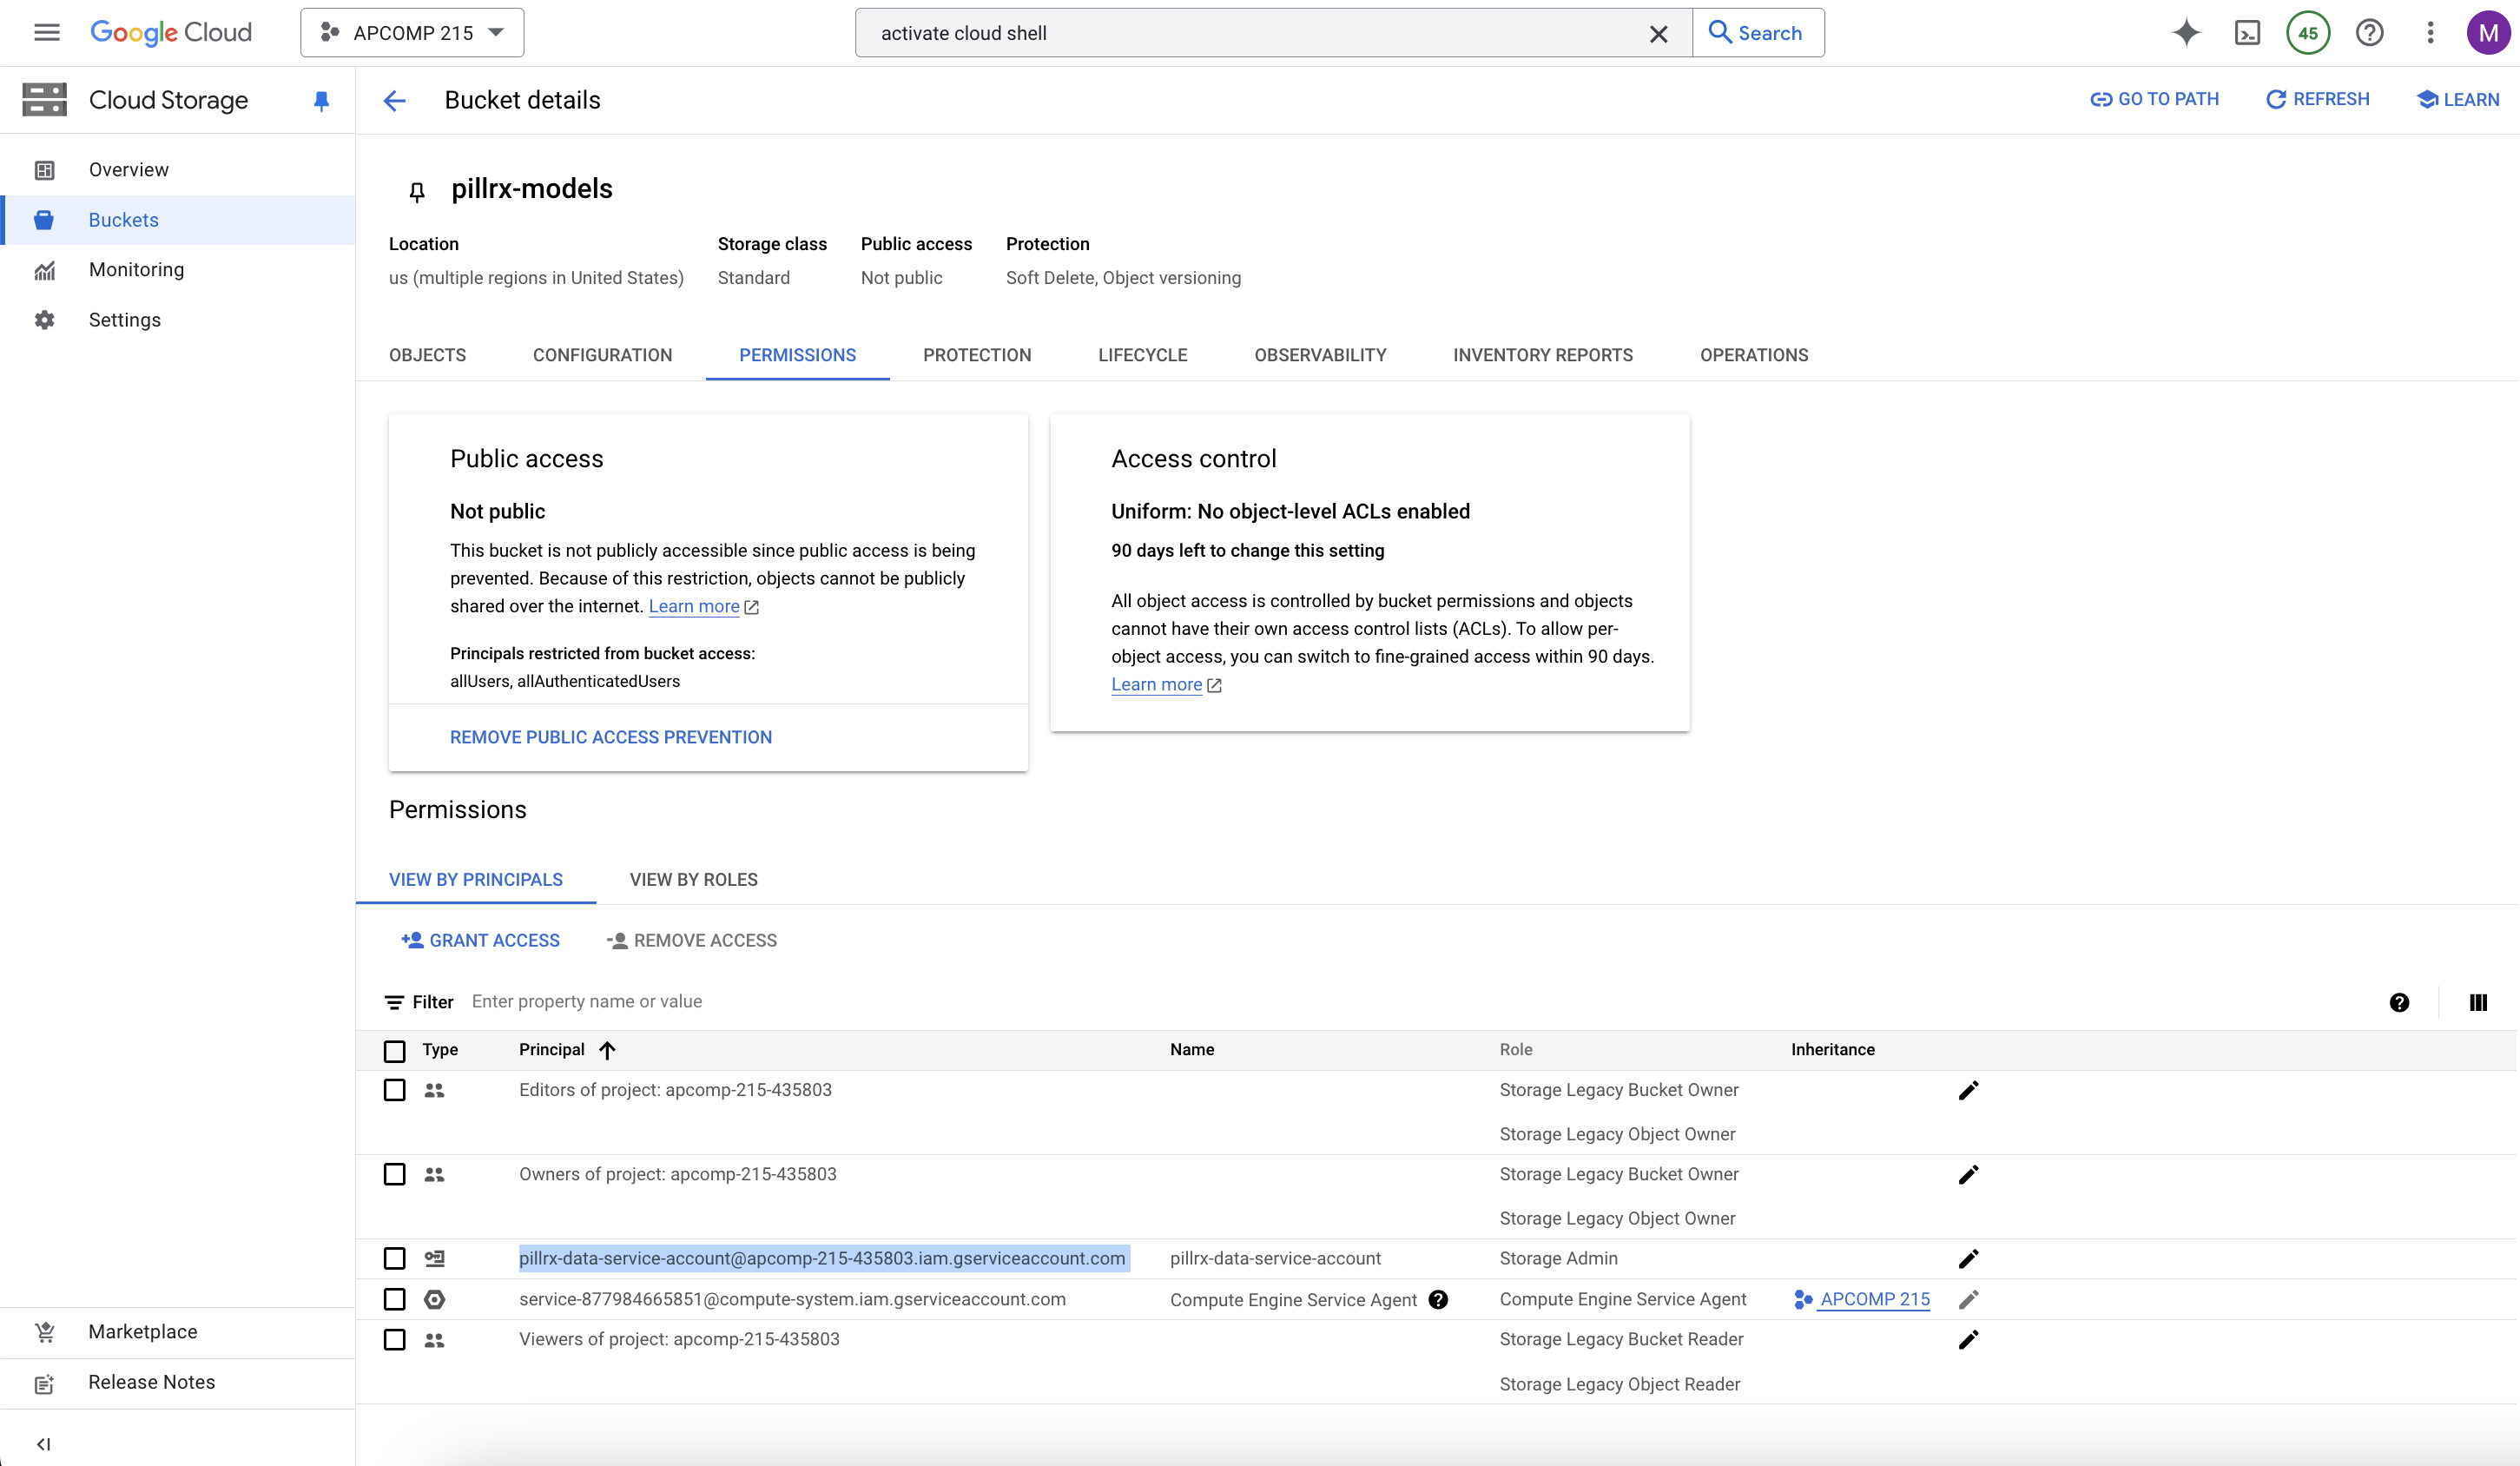 Google Cloud
APCOMP 215
activate cloud shell
Search
45
M
Cloud Storage
Bucket details
GO TO PATH
REFRESH
LEARN
Overview
Buckets
Monitoring
Settings
pillrx-models
Location
Storage class
Public access
Protection
us (multiple regions in United States)
Standard
Not public
Soft Delete, Object versioning
OBJECTS
CONFIGURATION
PERMISSIONS
PROTECTION
LIFECYCLE
OBSERVABILITY
INVENTORY REPORTS
OPERATIONS
Public access
Not public
This bucket is not publicly accessible since public access is being
prevented. Because of this restriction, objects cannot be publicly
shared over the internet. Learn more
Principals restricted from bucket access:
allUsers, allAuthenticatedUsers
REMOVE PUBLIC ACCESS PREVENTION
Access control
Uniform: No object-level ACLs enabled
90 days left to change this setting
All object access is controlled by bucket permissions and objects
cannot have their own access control lists (ACLs). To allow per-
object access, you can switch to fine-grained access within 90 days.
Learn more
Permissions
VIEW BY PRINCIPALS
VIEW BY ROLES
GRANT ACCESS
REMOVE ACCESS
Filter Enter property name or value
Type Principal Name Role Inheritance
Editors of project: apcomp-215-435803 Storage Legacy Bucket Owner
Storage Legacy Object Owner
Owners of project: apcomp-215-435803 Storage Legacy Bucket Owner
Storage Legacy Object Owner
pillrx-data-service-account@apcomp-215-435803.iam.gserviceaccount.com pillrx-data-service-account Storage Admin
service-877984665851@compute-system.iam.gserviceaccount.com Compute Engine Service Agent Compute Engine Service Agent APCOMP 215
Viewers of project: apcomp-215-435803 Storage Legacy Bucket Reader
Storage Legacy Object Reader
Marketplace
Release Notes